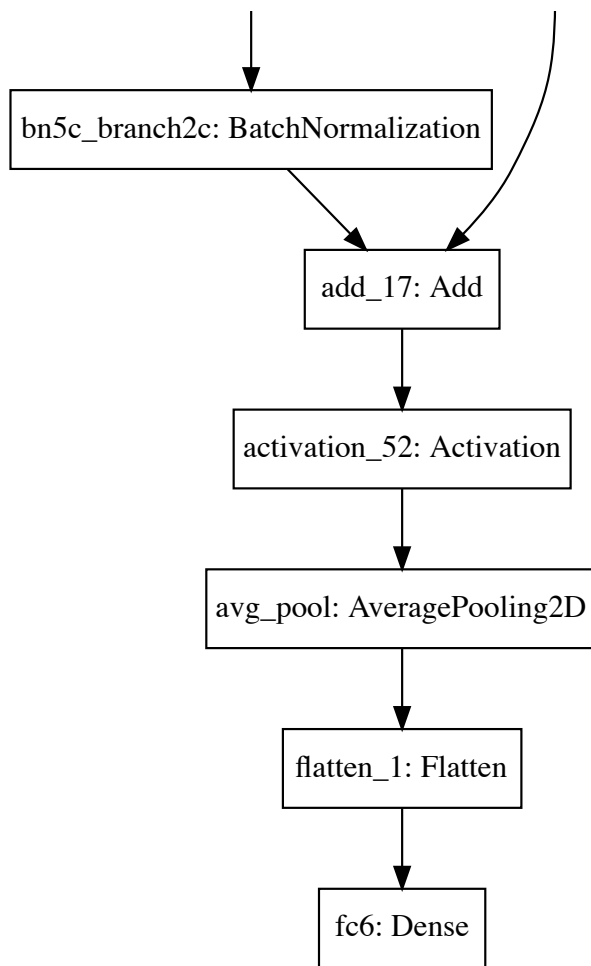 bn5c_branch2c: BatchNormalization
add_17: Add
activation_52: Activation
avg_pool: AveragePooling2D
flatten_1: Flatten
fc6: Dense